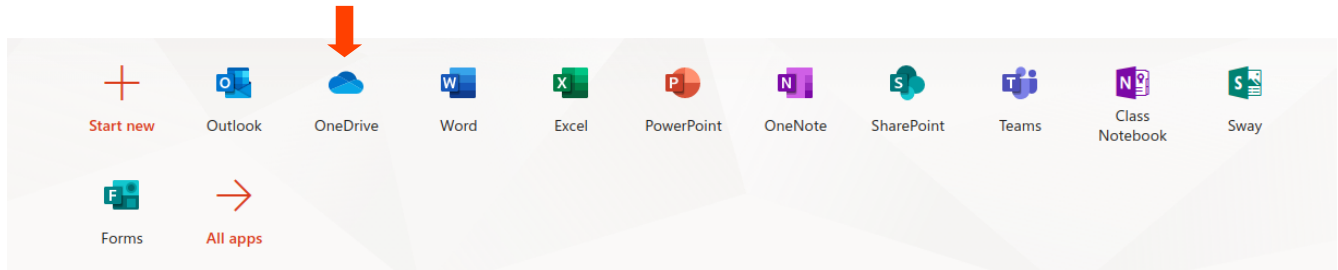 Start new
Outlook
OneDrive
Word
Excel
PowerPoint
OneNote
SharePoint
Teams
Class
Notebook
Sway
Forms
All apps